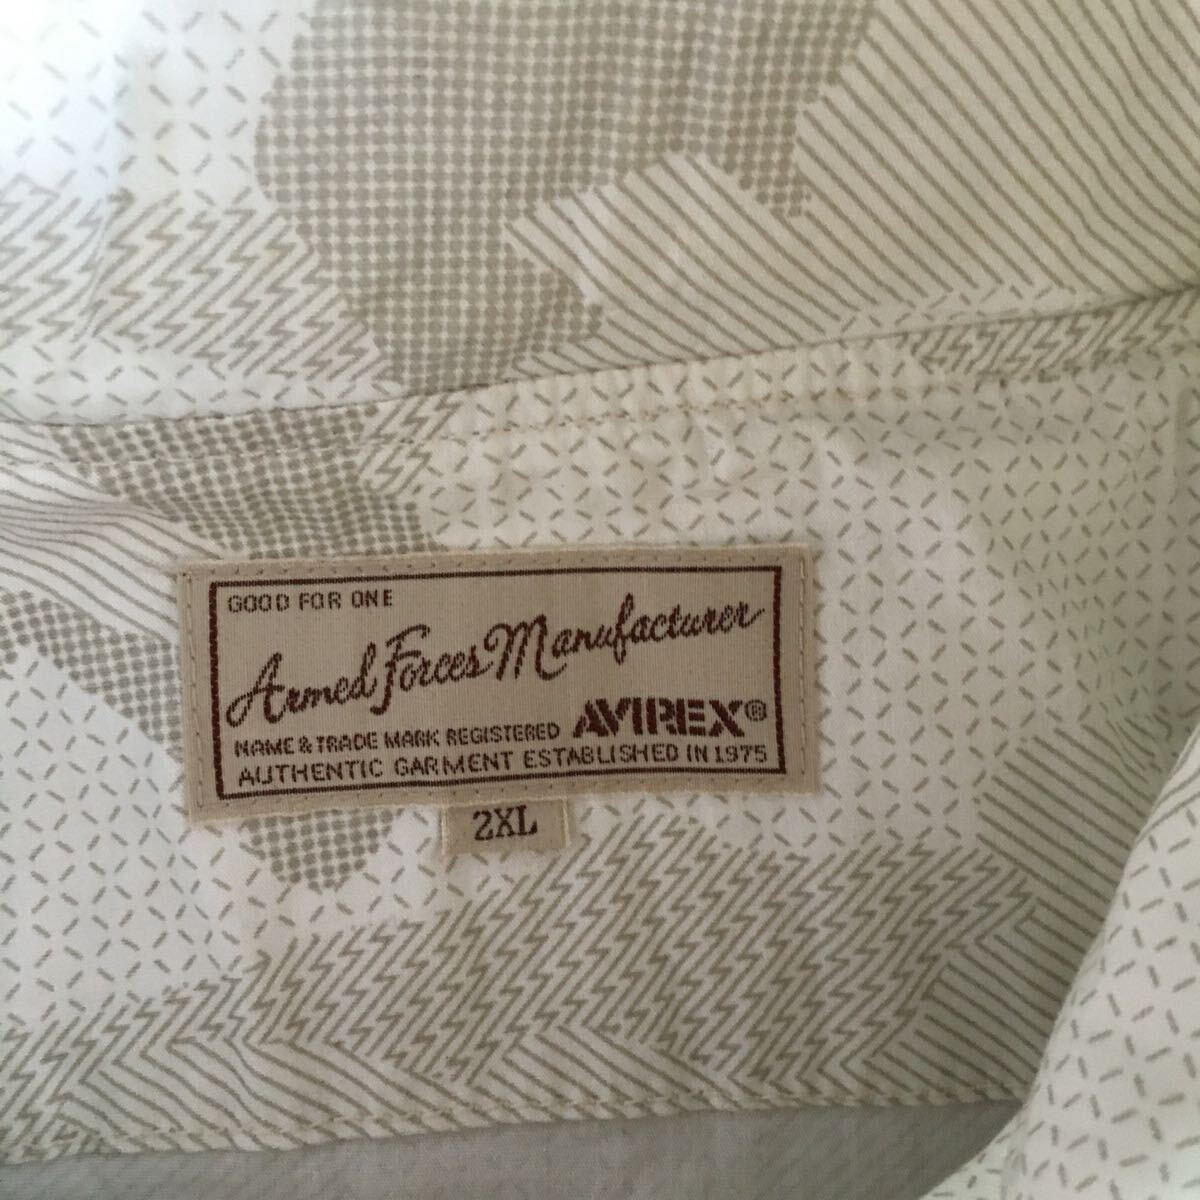 GOOD FOR ONE
Armed Forces Manufacturer
AVIREX®
NAME & TRADE MARK REGISTERED
AUTHENTIC GARMENT ESTABLISHED IN 1975
2XL